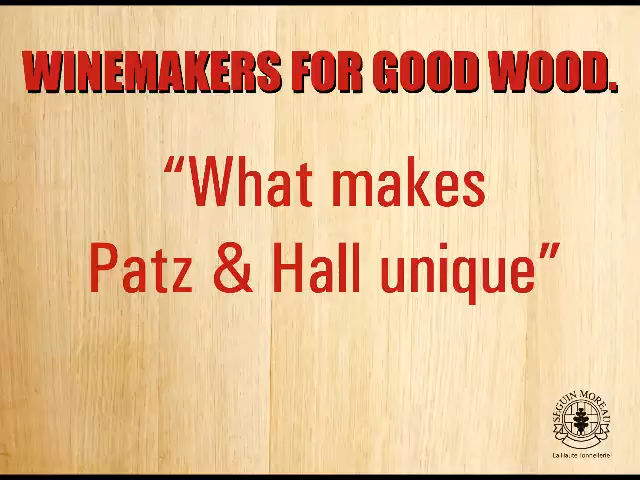 WINEMAKERS FOR GOOD WOOD.
“What makes
Patz & Hall unique”
SEGUIN MOREAU
La Haute Tonnellerie